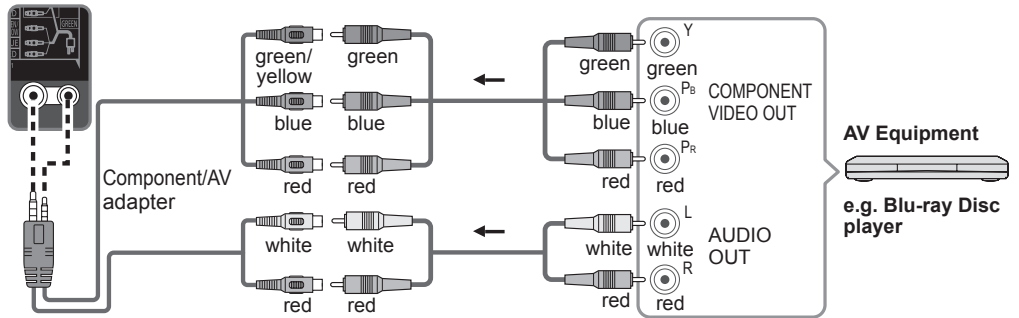 GREEN
Component/AV
adapter
green/
yellow
green
blue
blue
red
red
white
white
red
red
green
blue
red
white
red
Y
green
PB
blue
PR
red
COMPONENT
VIDEO OUT
L
white
R
red
AUDIO
OUT
AV Equipment
e.g. Blu-ray Disc
player